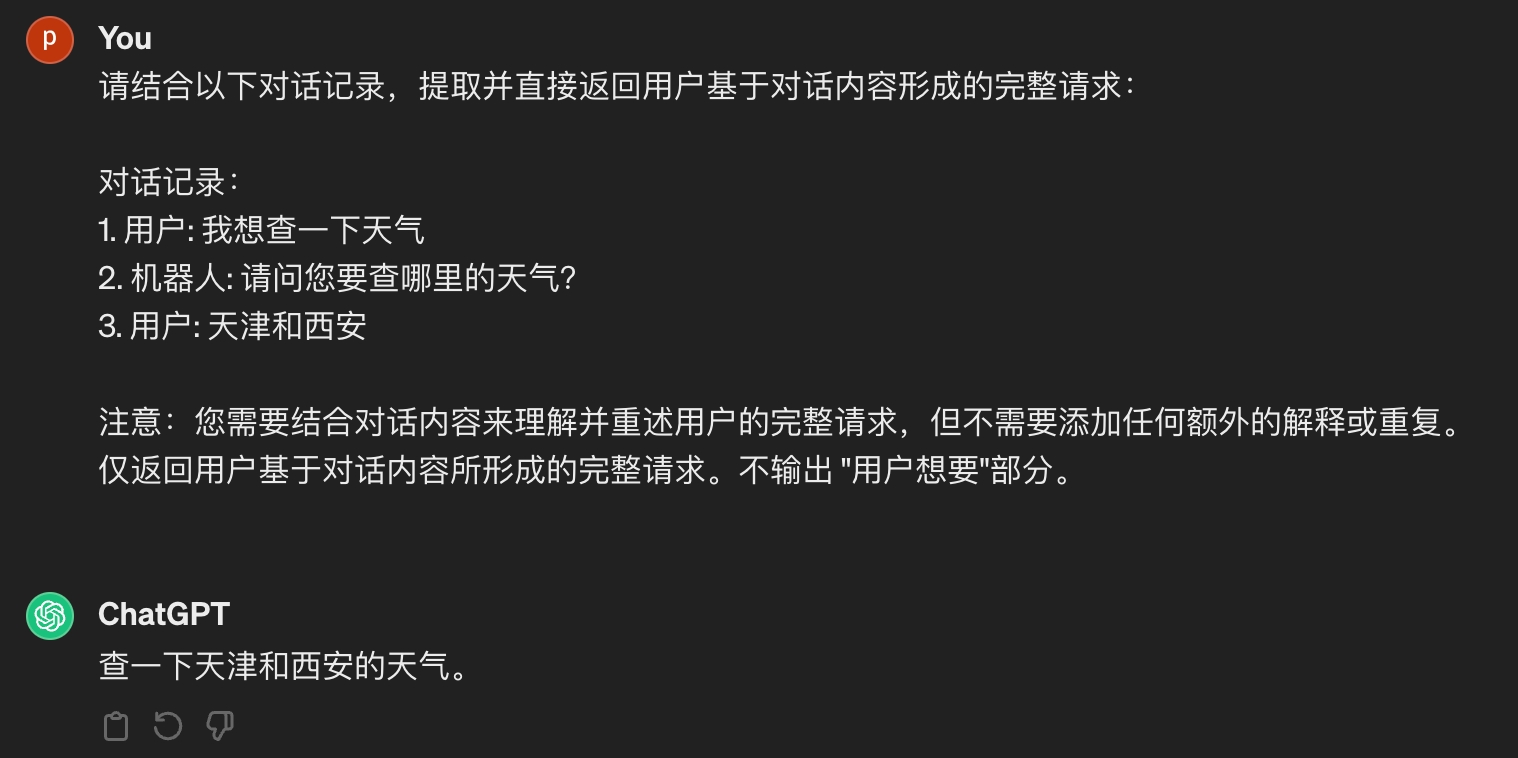 p
You
请结合以下对话记录，提取并直接返回用户基于对话内容形成的完整请求：
对话记录：
1. 用户: 我想查一下天气
2. 机器人: 请问您要查哪里的天气？
3. 用户: 天津和西安
注意：您需要结合对话内容来理解并重述用户的完整请求，但不需要添加任何额外的解释或重复。
仅返回用户基于对话内容所形成的完整请求。不输出 "用户想要"部分。
ChatGPT
查一下天津和西安的天气。